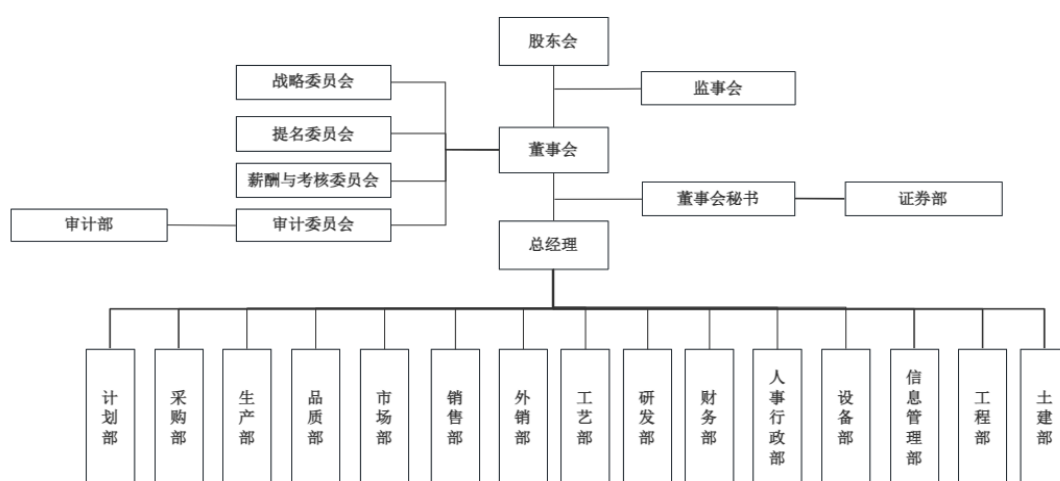 股东会
战略委员会
监事会
提名委员会
董事会
薪酬与考核委员会
董事会秘书
证券部
审计部
审计委员会
总经理
计划部
采购部
生产部
品质部
市场部
销售部
外销部
工艺部
研发部
财务部
人事行政部
设备部
信息管理部
工程部
土建部